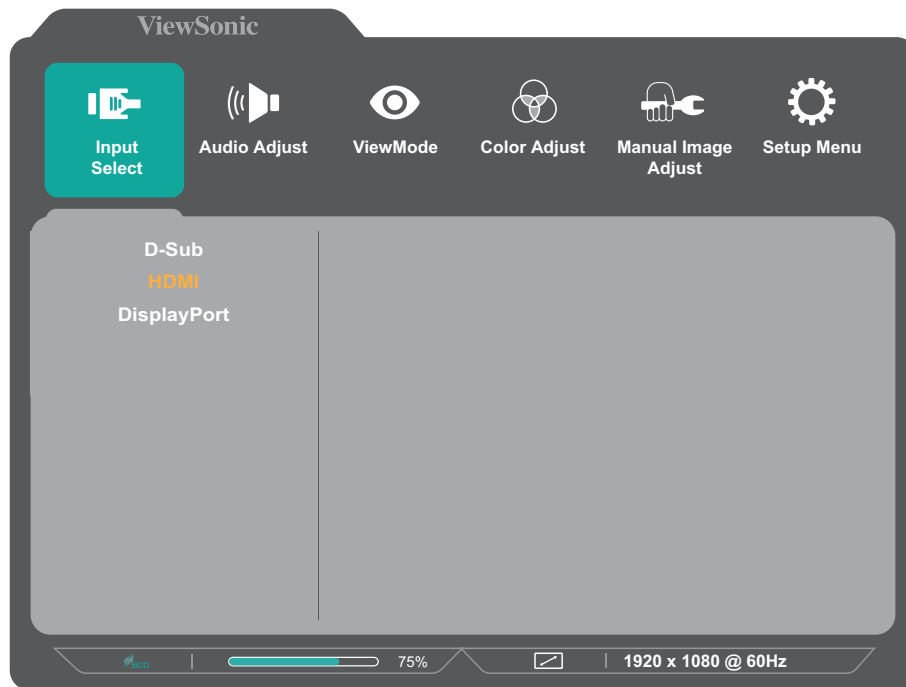 ViewSonic
Input
Select
Audio Adjust
ViewMode
Color Adjust
Manual Image
Adjust
Setup Menu
D-Sub
HDMI
DisplayPort
eco
75%
1920 x 1080 @ 60Hz